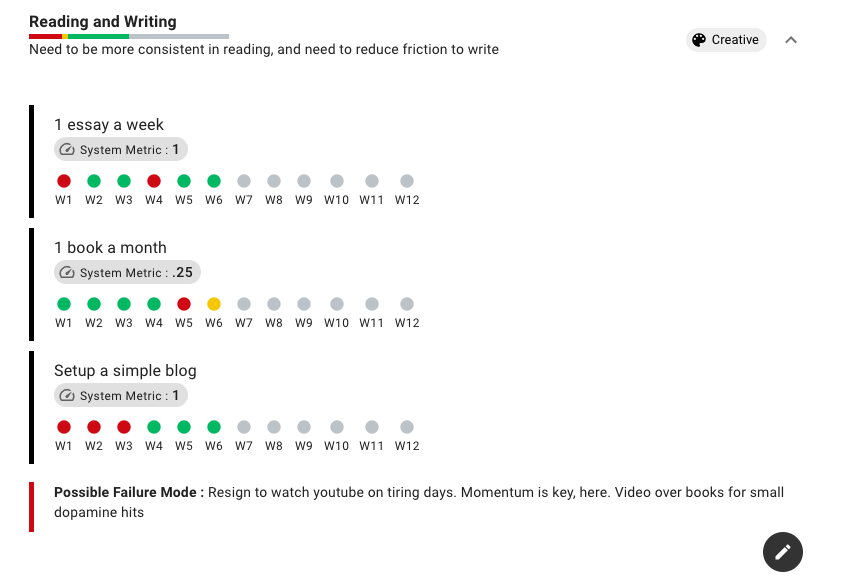 Reading and Writing
Need to be more consistent in reading, and need to reduce friction to write
Creative
1 essay a week
System Metric : 1
W1 W2 W3 W4 W5 W6 W7 W8 W9 W10 W11 W12
1 book a month
System Metric : .25
W1 W2 W3 W4 W5 W6 W7 W8 W9 W10 W11 W12
Setup a simple blog
System Metric : 1
W1 W2 W3 W4 W5 W6 W7 W8 W9 W10 W11 W12
Possible Failure Mode : Resign to watch youtube on tiring days. Momentum is key, here. Video over books for small
dopamine hits